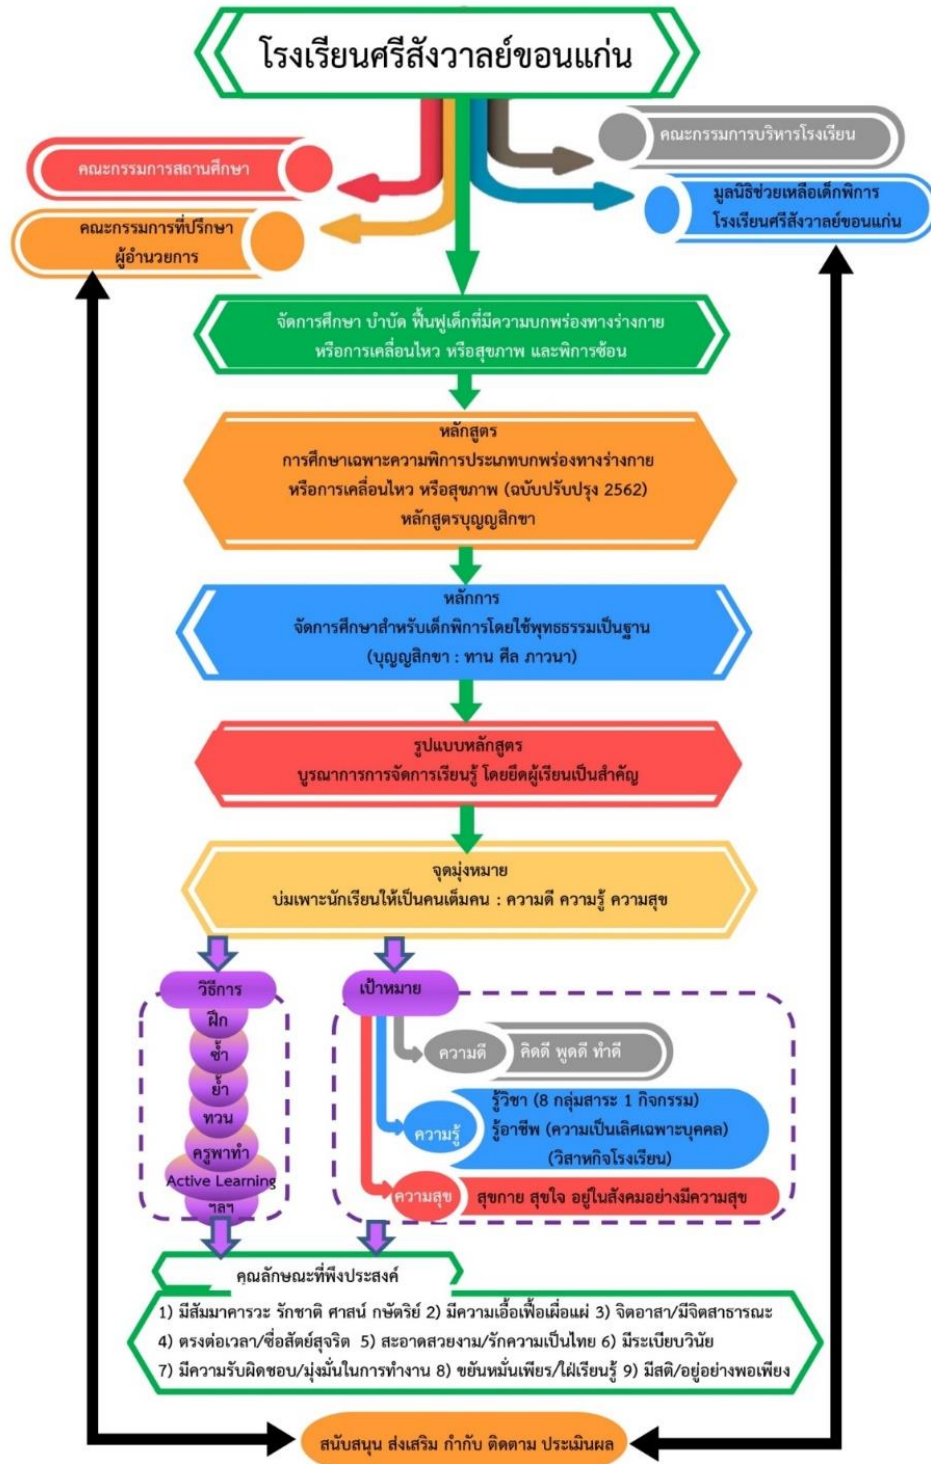 โรงเรียนศรีสังวาลย์ขอนแก่น
คณะกรรมการสถานศึกษา
คณะกรรมการบริหารโรงเรียน
คณะกรรมการที่ปรึกษา
ผู้อำนวยการ
มูลนิธิช่วยเหลือเด็กพิการ
โรงเรียนศรีสังวาลย์ขอนแก่น
จัดการศึกษา บำบัด ฟื้นฟูเด็กที่มีความบกพร่องทางร่างกาย
หรือการเคลื่อนไหว หรือสุขภาพ และพิการซ้อน
หลักสูตร
การศึกษาเฉพาะความพิการประเภทบกพร่องทางร่างกาย
หรือการเคลื่อนไหว หรือสุขภาพ (ฉบับปรับปรุง 2562)
หลักสูตรบุญญสิกขา
หลักการ
จัดการศึกษาสำหรับเด็กพิการโดยใช้พุทธธรรมเป็นฐาน
(บุญญสิกขา : ทาน ศีล ภาวนา)
รูปแบบหลักสูตร
บูรณาการการจัดการเรียนรู้ โดยยึดผู้เรียนเป็นสำคัญ
จุดมุ่งหมาย
บ่มเพาะนักเรียนให้เป็นคนเต็มคน : ความดี ความรู้ ความสุข
วิธีการ
ฝึก
ซ้ำ
ย้ำ
ทวน
ครูพาทำ
Active Learning
ฯลฯ
เป้าหมาย
ความดี คิดดี พูดดี ทำดี
ความรู้
รู้วิชา (8 กลุ่มสาระ 1 กิจกรรม)
รู้อาชีพ (ความเป็นเลิศเฉพาะบุคคล)
(วิสาหกิจโรงเรียน)
ความสุข สุขกาย สุขใจ อยู่ในสังคมอย่างมีความสุข
คุณลักษณะที่พึงประสงค์
1) มีสัมมาคารวะ รักชาติ ศาสน์ กษัตริย์ 2) มีความเอื้อเฟื้อเผื่อแผ่ 3) จิตอาสา/มีจิตสาธารณะ
4) ตรงต่อเวลา/ซื่อสัตย์สุจริต 5) สะอาดสวยงาม/รักความเป็นไทย 6) มีระเบียบวินัย
7) มีความรับผิดชอบ/มุ่งมั่นในการทำงาน 8) ขยันหมั่นเพียร/ใฝ่เรียนรู้ 9) มีสติ/อยู่อย่างพอเพียง
สนับสนุน ส่งเสริม กำกับ ติดตาม ประเมินผล